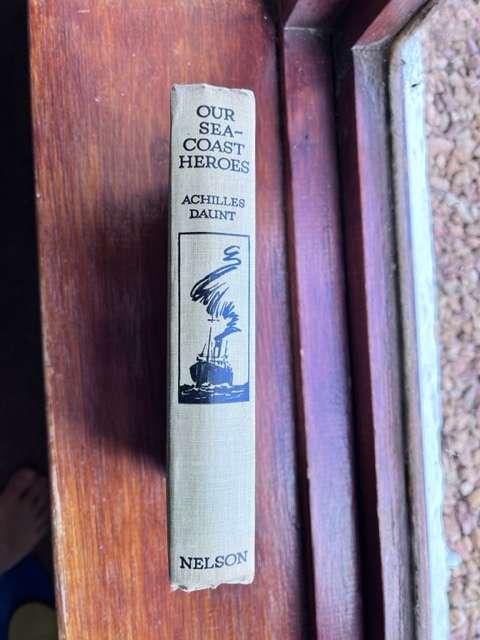 OUR
SEA-
COAST
HEROES
ACHILLES
DAUNT
NELSON